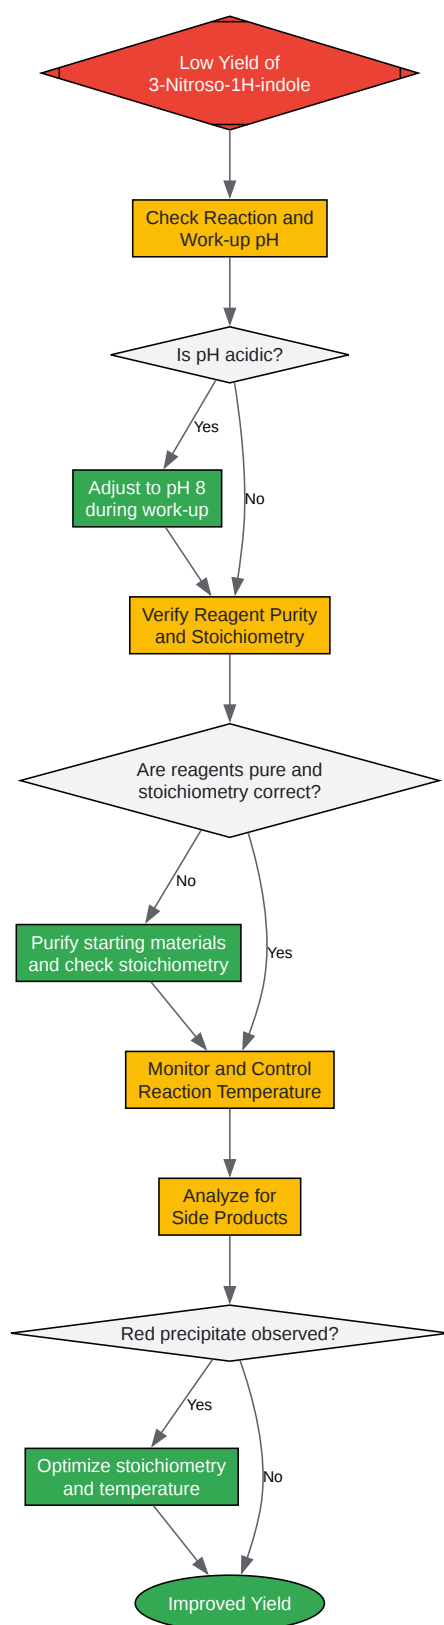 Low Yield of
3-Nitroso-1H-indole
Check Reaction and
Work-up pH
Is pH acidic?
Yes
Adjust to pH 8
during work-up
No
Verify Reagent Purity
and Stoichiometry
Are reagents pure and
stoichiometry correct?
No
Purify starting materials
and check stoichiometry
Yes
Monitor and Control
Reaction Temperature
Analyze for
Side Products
Red precipitate observed?
Yes
Optimize stoichiometry
and temperature
No
Improved Yield